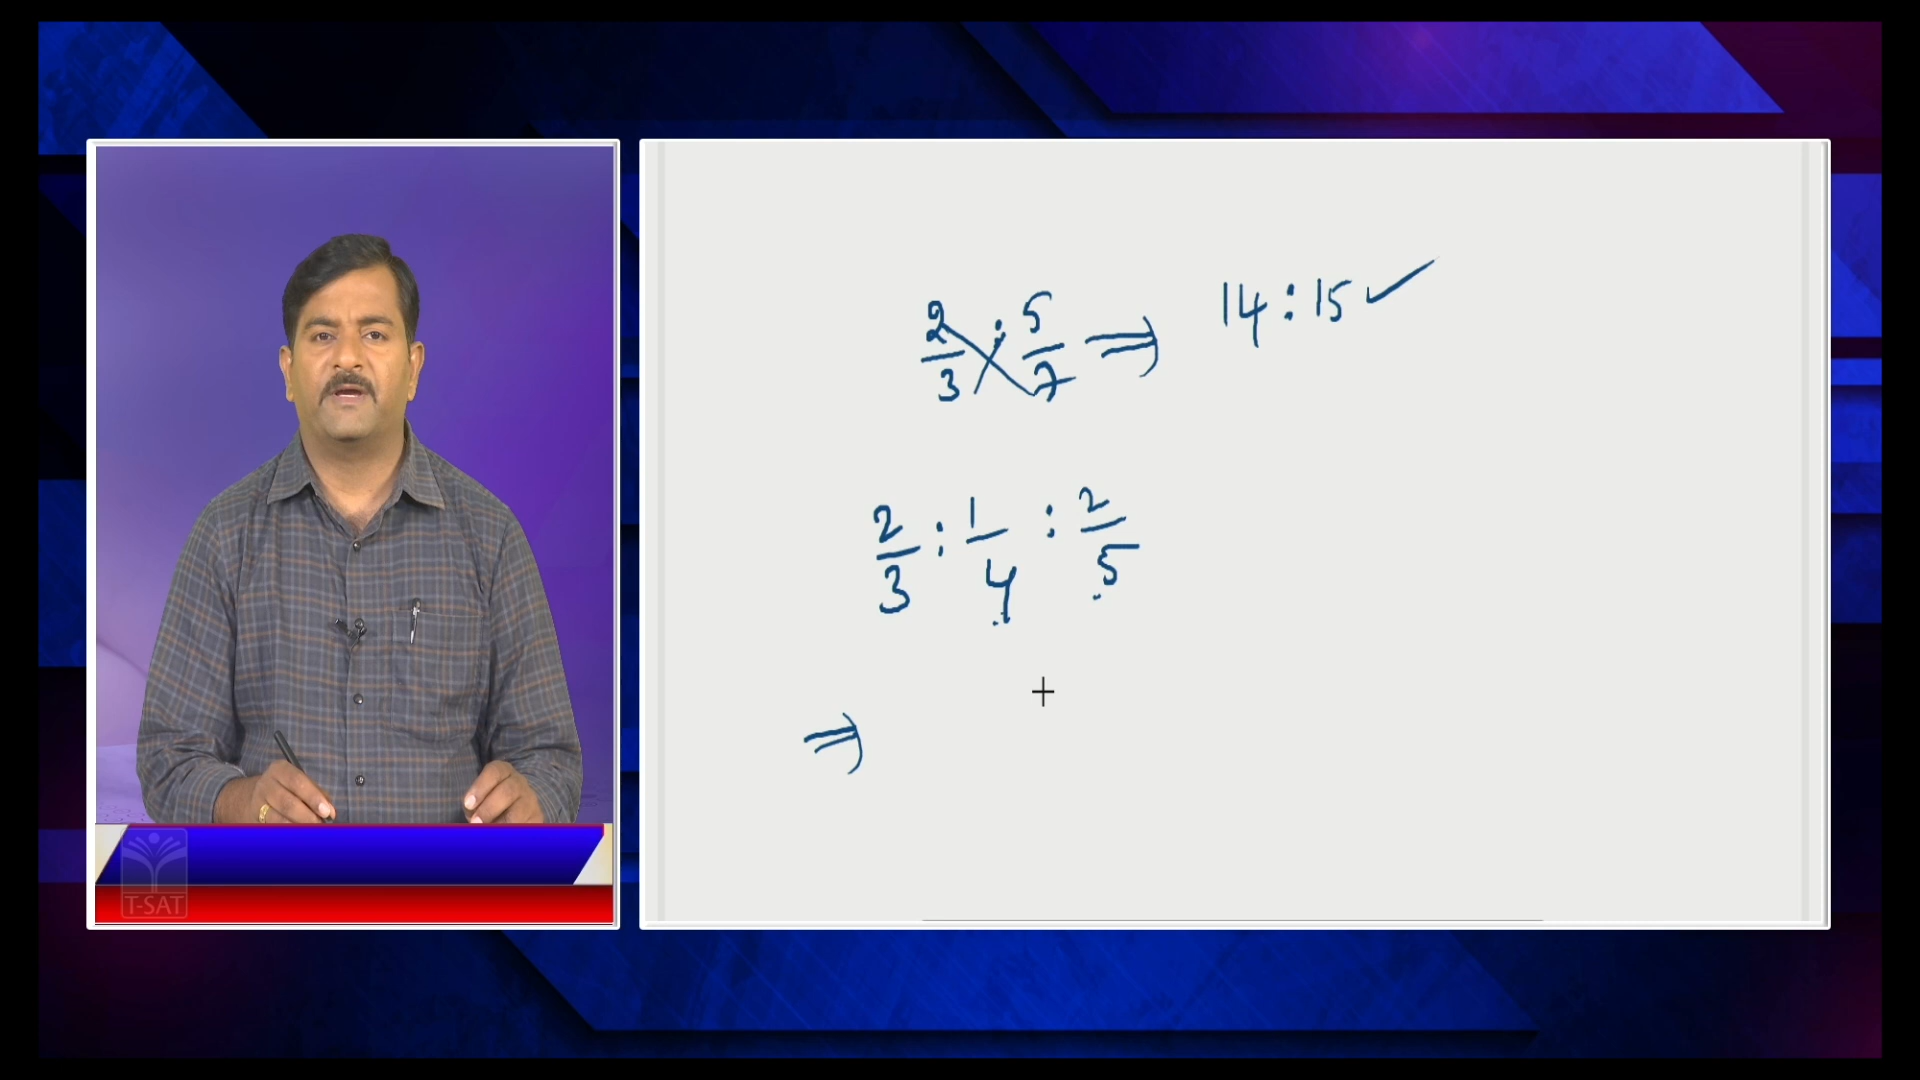 2/3 : 5/7 ⇒ 14:15 ✓
2/3 : 1/4 : 2/5
⇒
T-SAT